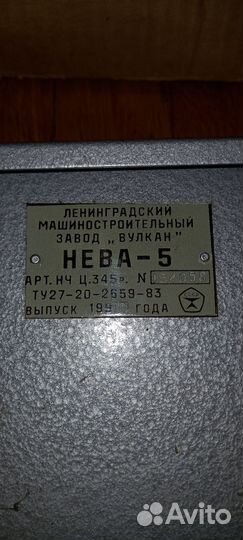 ЛЕНИНГРАДСКИЙ
МАШИНОСТРОИТЕЛЬНЫЙ
ЗАВОД „ВУЛКАН"
НЕВА-5
АРТ. НЧ Ц.345р. N
ТУ27-20-2659-83
ВЫПУСК ГОДА
Avito